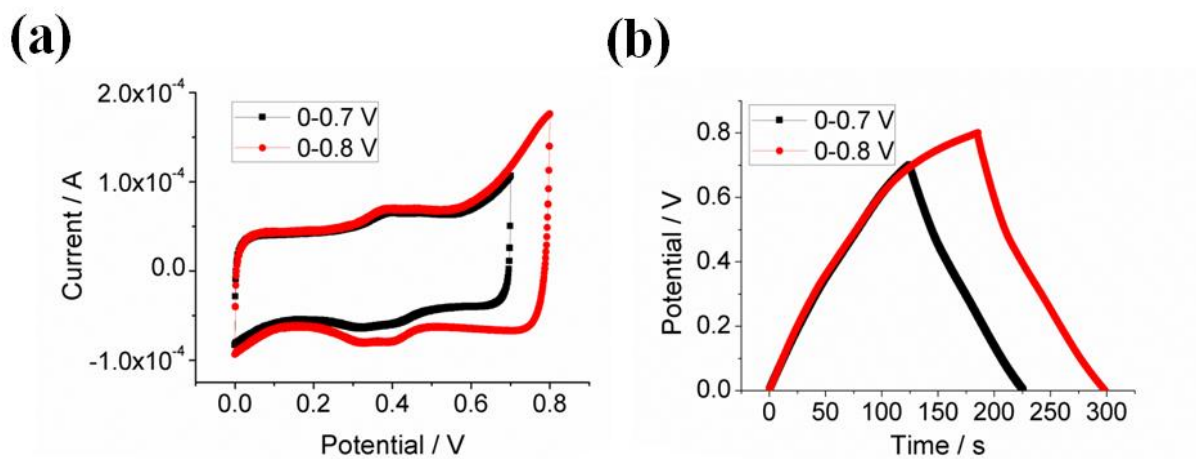 (a)
2.0x10⁻⁴
1.0x10⁻⁴
0.0
-1.0x10⁻⁴
Current / A
0-0.7 V
0-0.8 V
0.0 0.2 0.4 0.6 0.8
Potential / V
(b)
1.0
0.8
0.6
0.4
0.2
0.0
Potential / V
0-0.7 V
0-0.8 V
0 50 100 150 200 250 300
Time / s